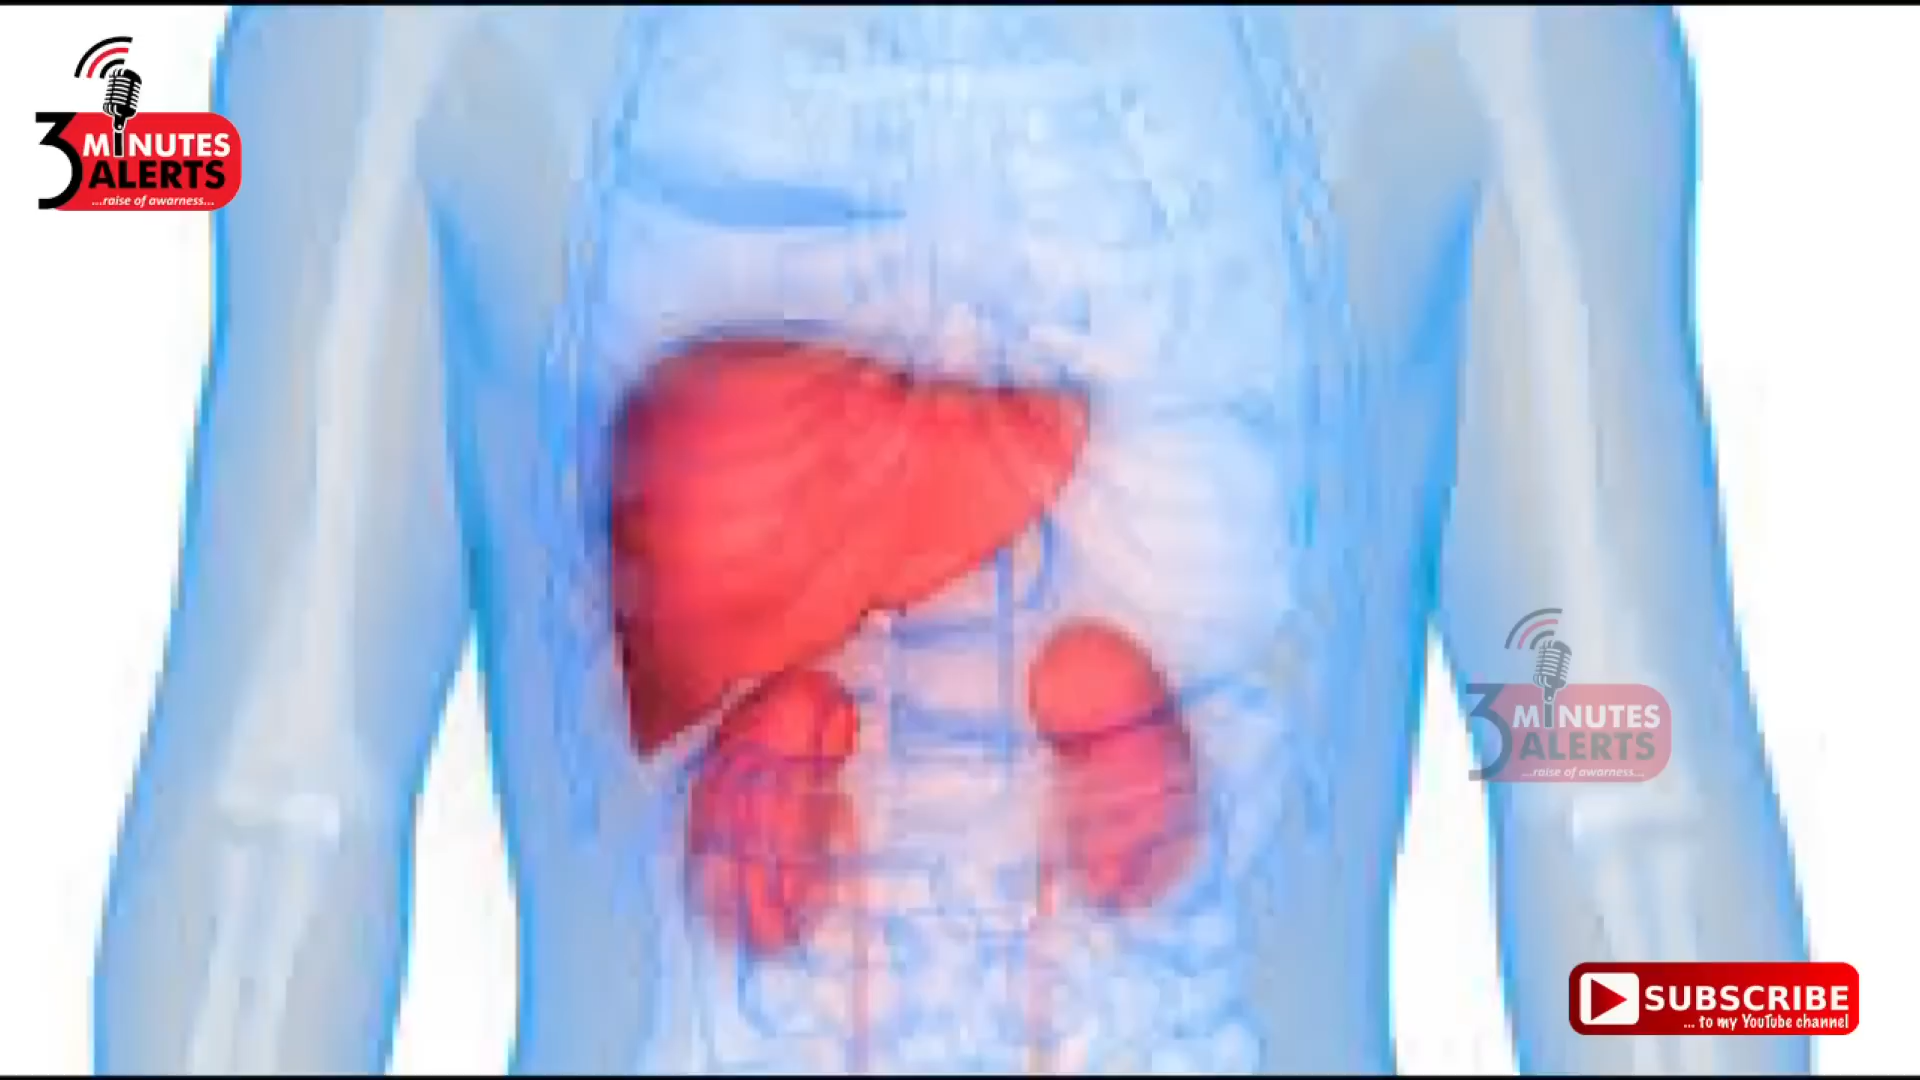 3 MINUTES
ALERTS
...raise of awarness...
3 MINUTES
ALERTS
...raise of awarness...
SUBSCRIBE
... to my YouTube channel